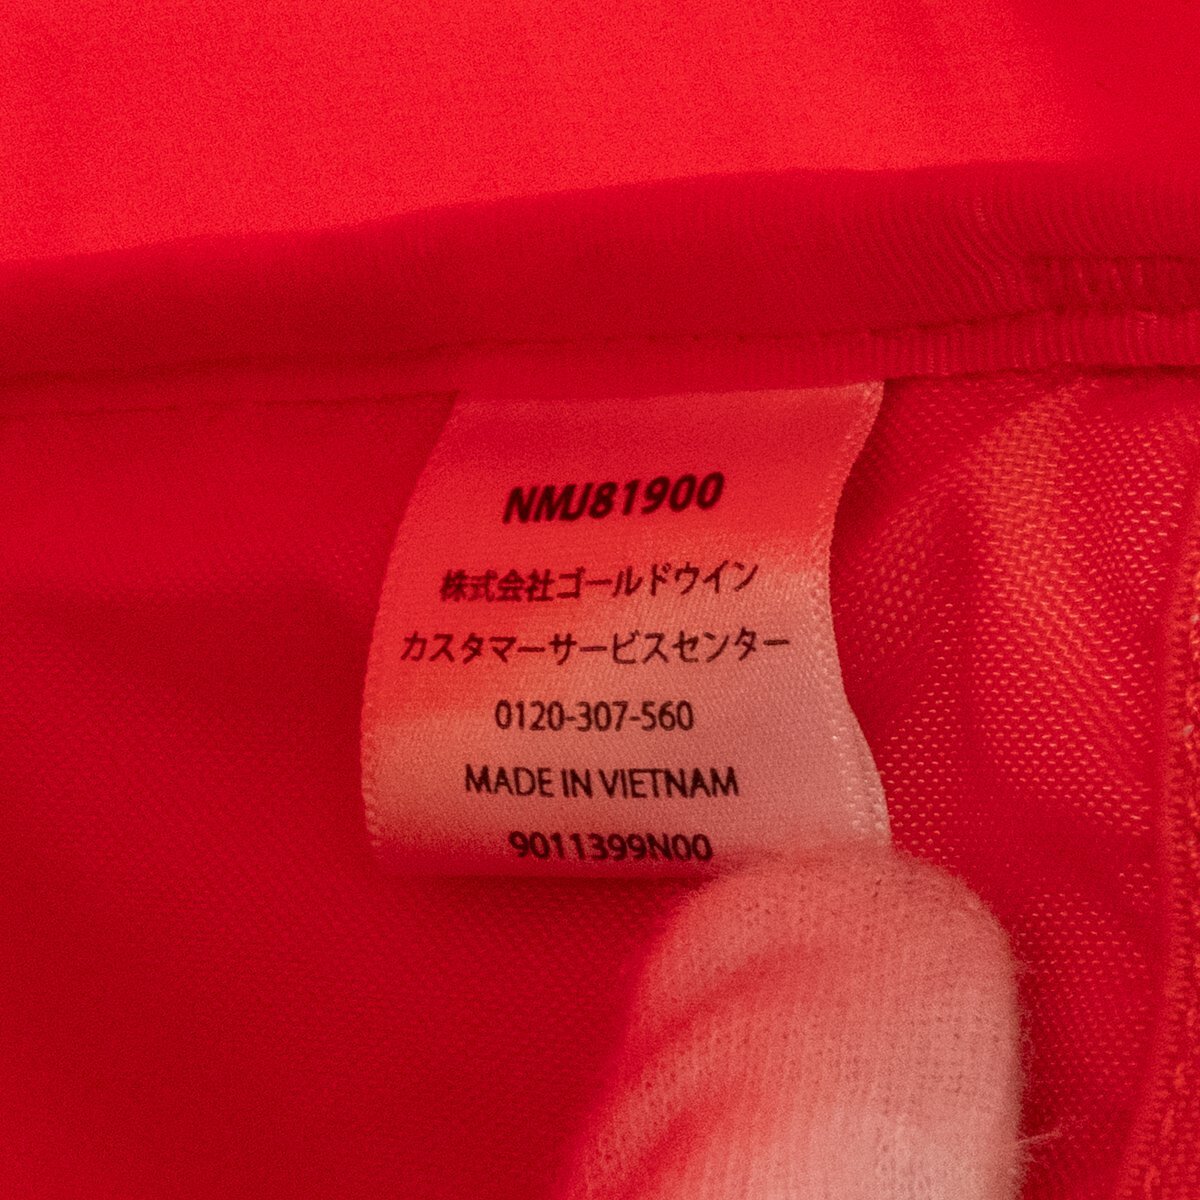 NMJ81900
株式会社ゴールドウイン
カスタマーサービスセンター
0120-307-560
MADE IN VIETNAM
9011399N00